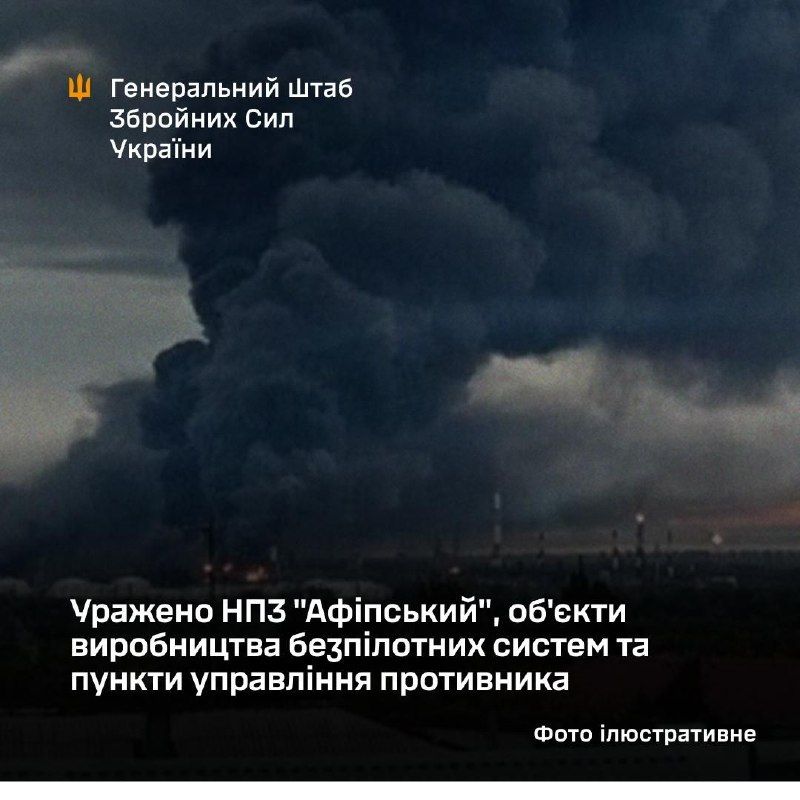 Генеральний Штаб
Збройних Сил
України
Уражено НПЗ "Афіпський", об'єкти
виробництва безпілотних систем та
пункти управління противника
Фото ілюстративне